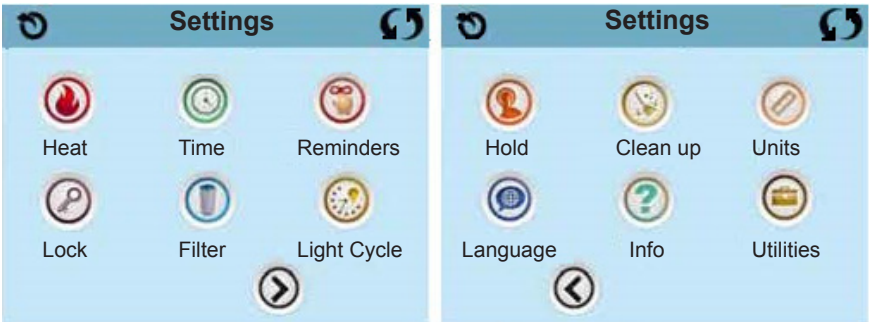 Settings
Heat Time Reminders
Lock Filter Light Cycle
Settings
Hold Clean up Units
Language Info Utilities